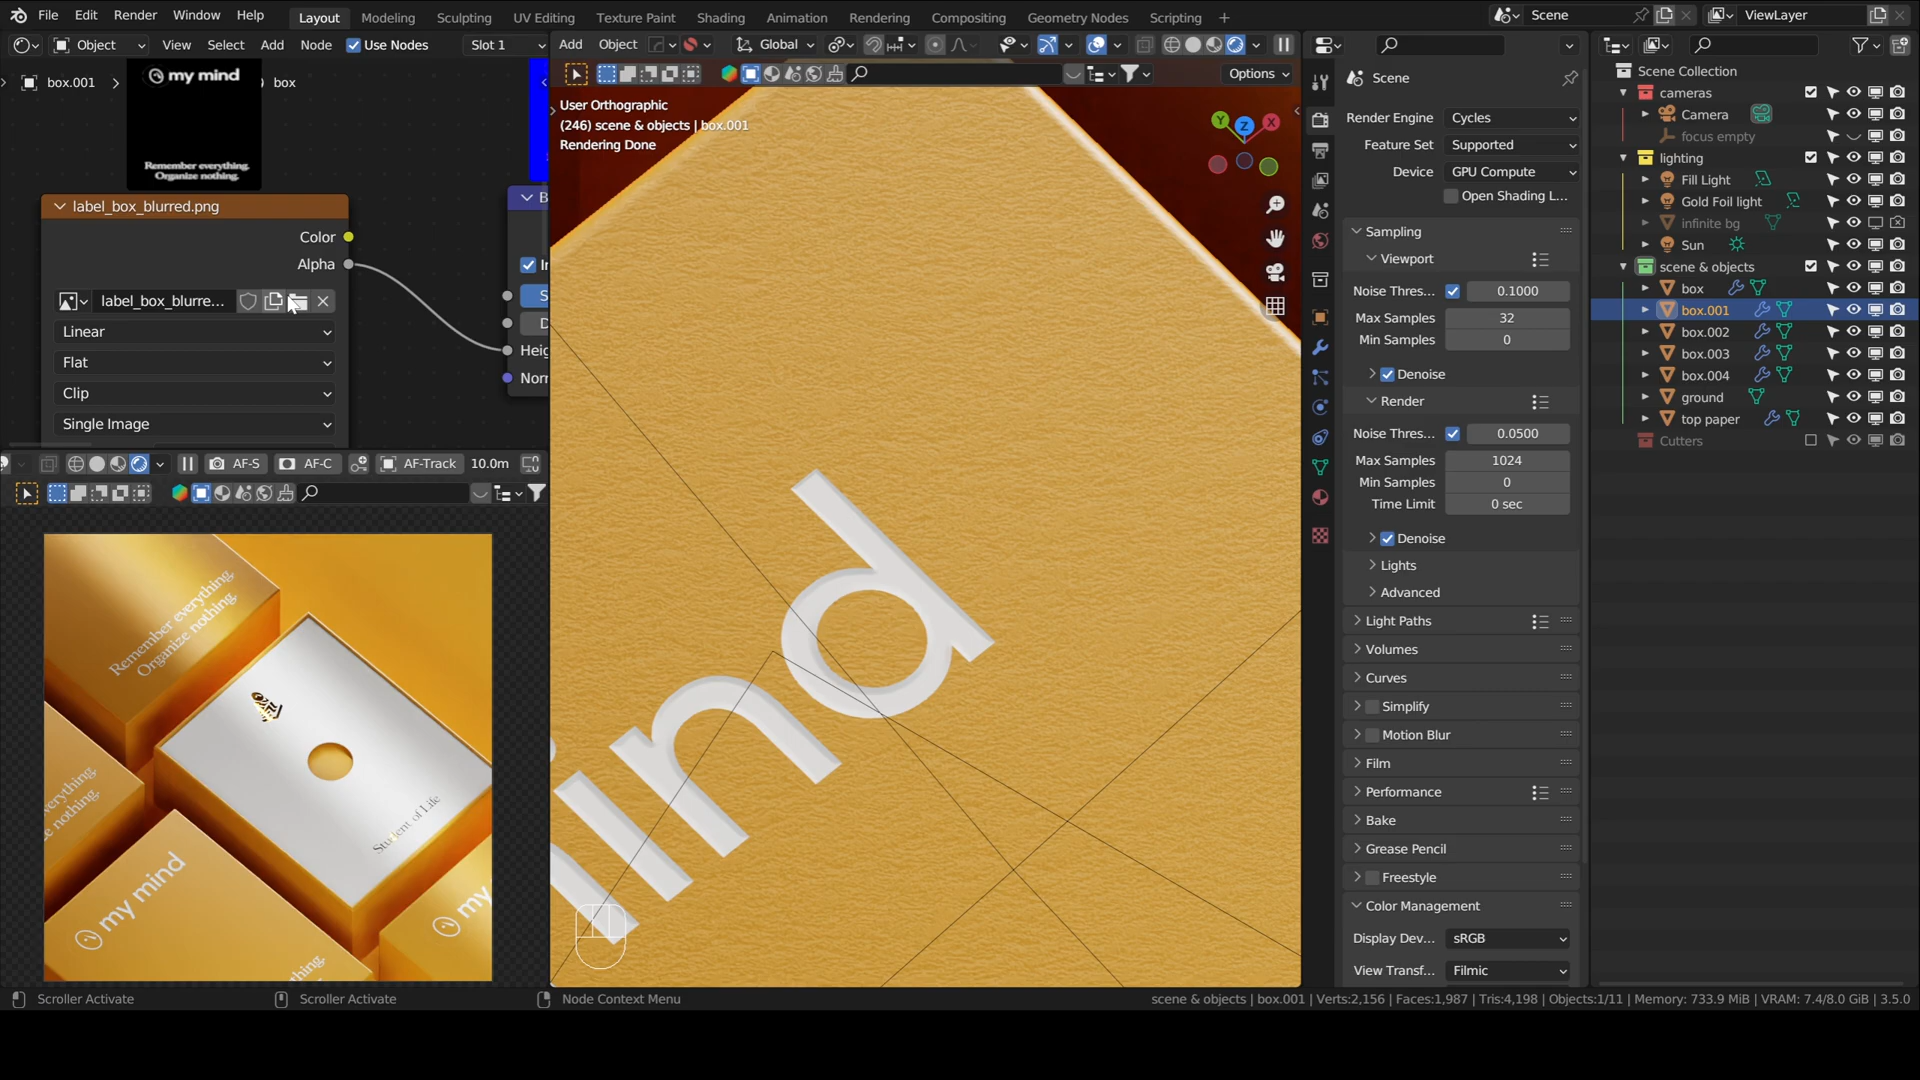 File Edit Render Window Help Layout Modeling Sculpting UV Editing Texture Paint Shading Animation Rendering Compositing Geometry Nodes Scripting + Scene ViewLayer
Object View Select Add Node Use Nodes Slot 1
Add Object Global
Options
box.001 > box
my mind
Remember everything.
Organize nothing.
label_box_blurred.png
Color
Alpha
label_box_blurre...
Linear
Flat
Clip
Single Image
Heig
Norr
User Orthographic
(246) scene & objects | box.001
Rendering Done
Y
Z
X
ind
AF-S AF-C AF-Track 10.0m
Remember everything.
Organize nothing.
Student of Life
my mind
my
Scene
Render Engine Cycles
Feature Set Supported
Device GPU Compute
Open Shading L...
Sampling
Viewport
Noise Thres... 0.1000
Max Samples 32
Min Samples 0
Denoise
Render
Noise Thres... 0.0500
Max Samples 1024
Min Samples 0
Time Limit 0 sec
Denoise
Lights
Advanced
Light Paths
Volumes
Curves
Simplify
Motion Blur
Film
Performance
Bake
Grease Pencil
Freestyle
Color Management
Display Dev... sRGB
View Transf... Filmic
Scene Collection
cameras
Camera
focus empty
lighting
Fill Light
Gold Foil light
infinite bg
Sun
scene & objects
box
box.001
box.002
box.003
box.004
ground
top paper
Cutters
Scroller Activate Scroller Activate Node Context Menu scene & objects | box.001 | Verts:2,156 | Faces:1,987 | Tris:4,198 | Objects:1/11 | Memory: 733.9 MiB | VRAM: 7.4/8.0 GiB | 3.5.0